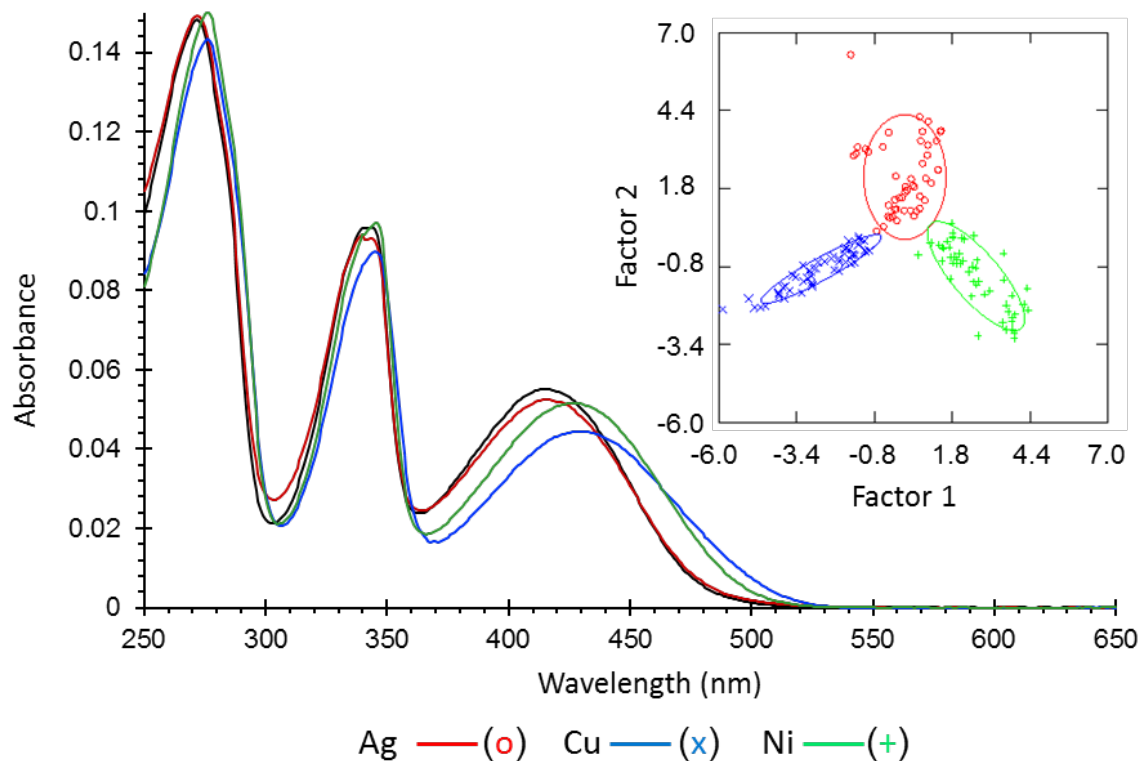 0.14
0.12
0.1
0.08
0.06
0.04
0.02
0
Absorbance
250 300 350 400 450 500 550 600 650
Wavelength (nm)
7.0
4.4
1.8
-0.8
-3.4
-6.0
Factor 2
-6.0 -3.4 -0.8 1.8 4.4 7.0
Factor 1
Ag (o) Cu (x) Ni (+)